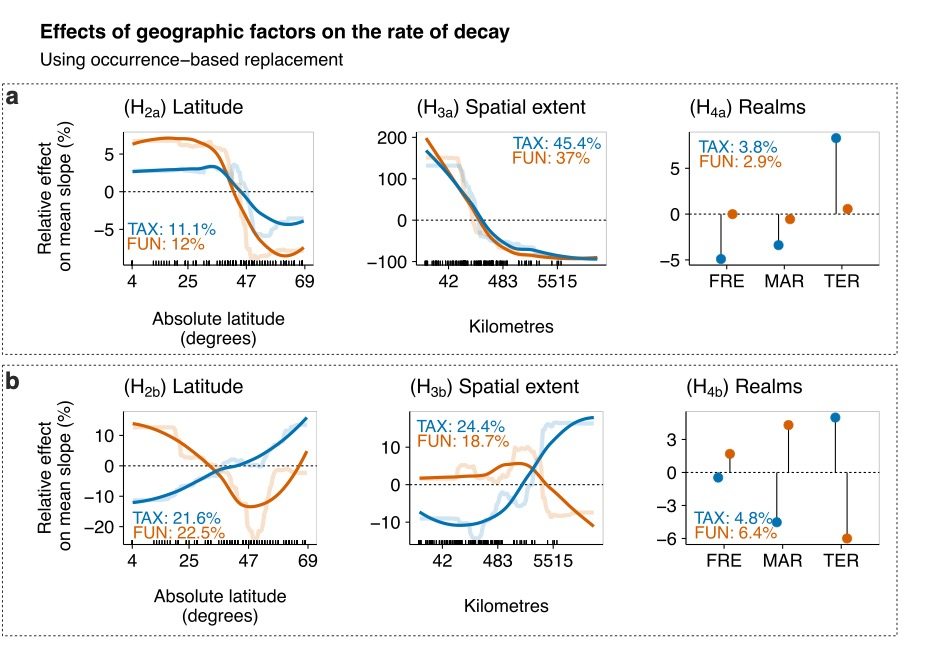 Effects of geographic factors on the rate of decay
Using occurrence−based replacement
a
(H2a) Latitude
(H3a) Spatial extent
(H4a) Realms
Relative effect
on mean slope (%)
5
0
−5
TAX: 11.1%
FUN: 12%
4 25 47 69
Absolute latitude
(degrees)
200
100
0
−100
TAX: 45.4%
FUN: 37%
42 483 5515
Kilometres
5
0
−5
TAX: 3.8%
FUN: 2.9%
FRE MAR TER
b
(H2b) Latitude
(H3b) Spatial extent
(H4b) Realms
Relative effect
on mean slope (%)
10
0
−10
−20
TAX: 21.6%
FUN: 22.5%
4 25 47 69
Absolute latitude
(degrees)
10
0
−10
TAX: 24.4%
FUN: 18.7%
42 483 5515
Kilometres
3
0
−3
−6
TAX: 4.8%
FUN: 6.4%
FRE MAR TER